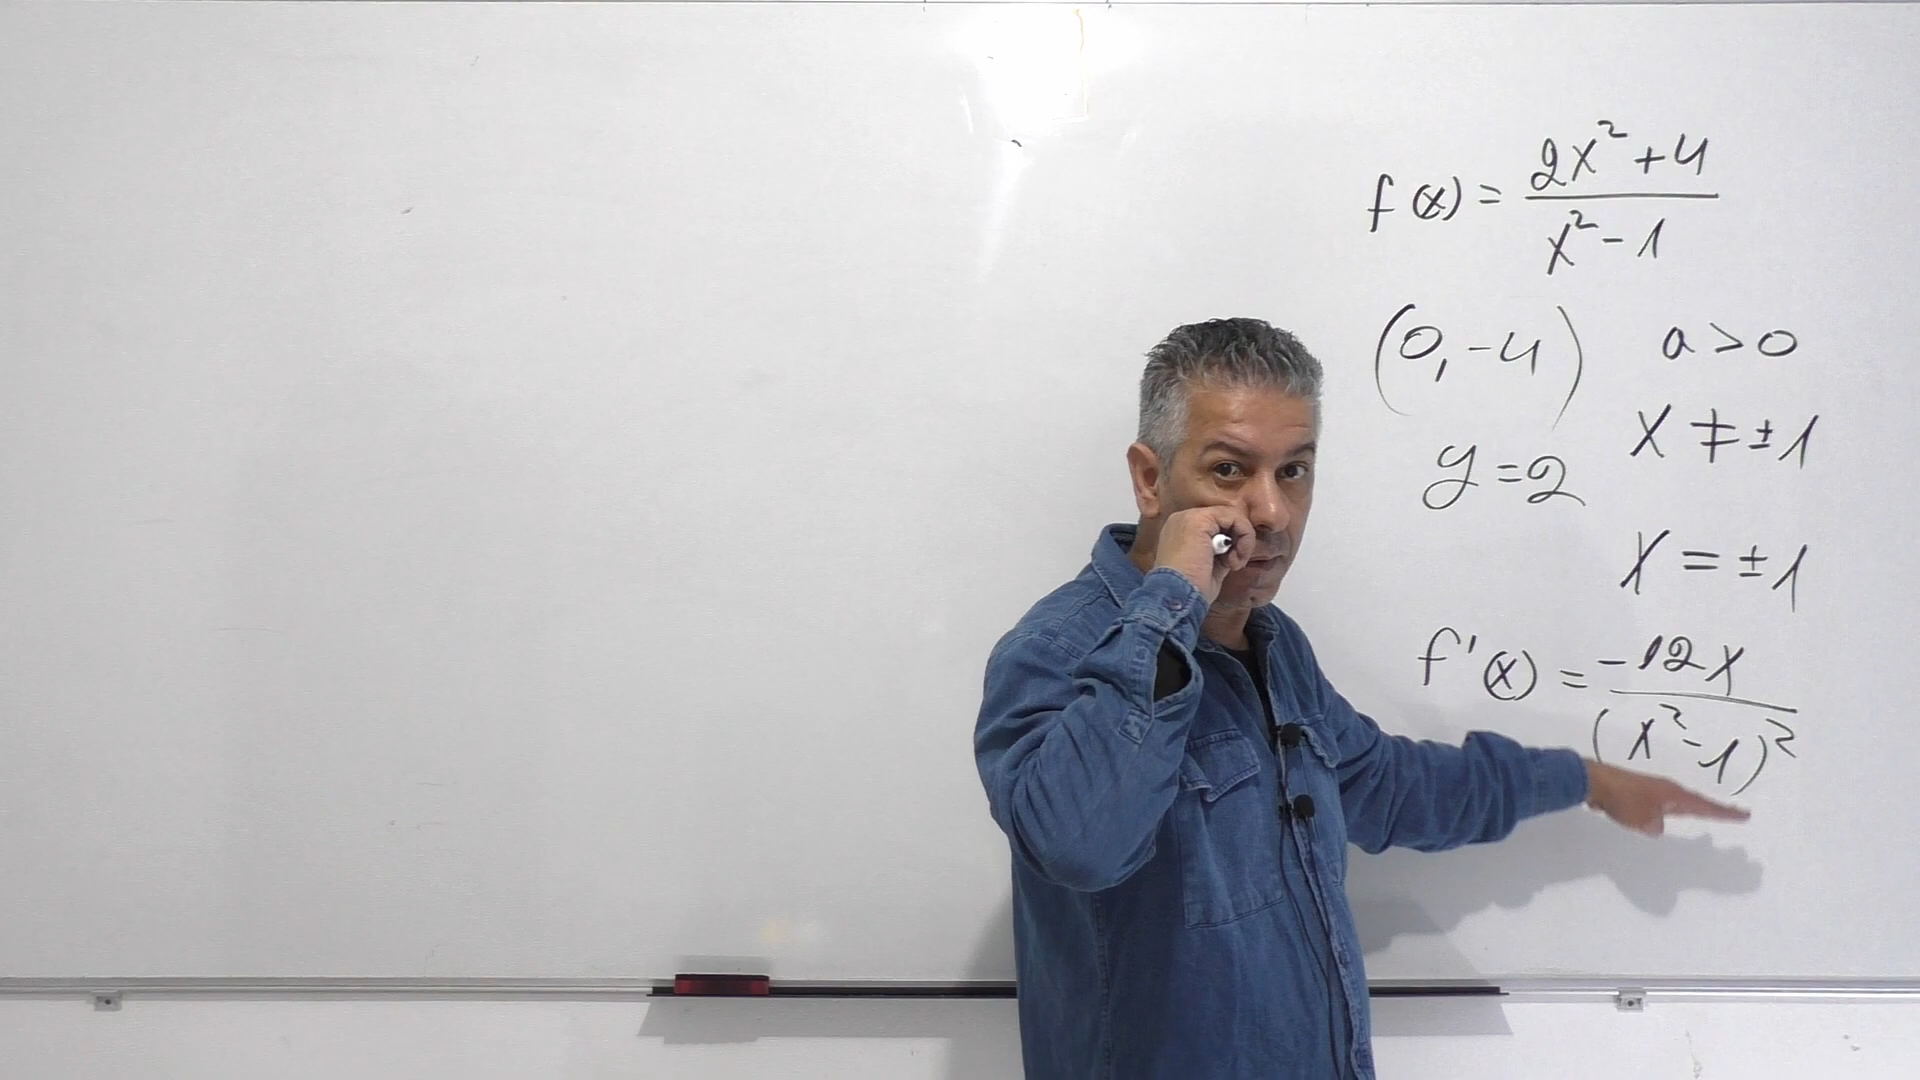 f(x) = (2x² + 4) / (x² - 1)
(0, -4)   a > 0
x ≠ ±1
y = 2
x = ±1
f'(x) = -12x / (x² - 1)²